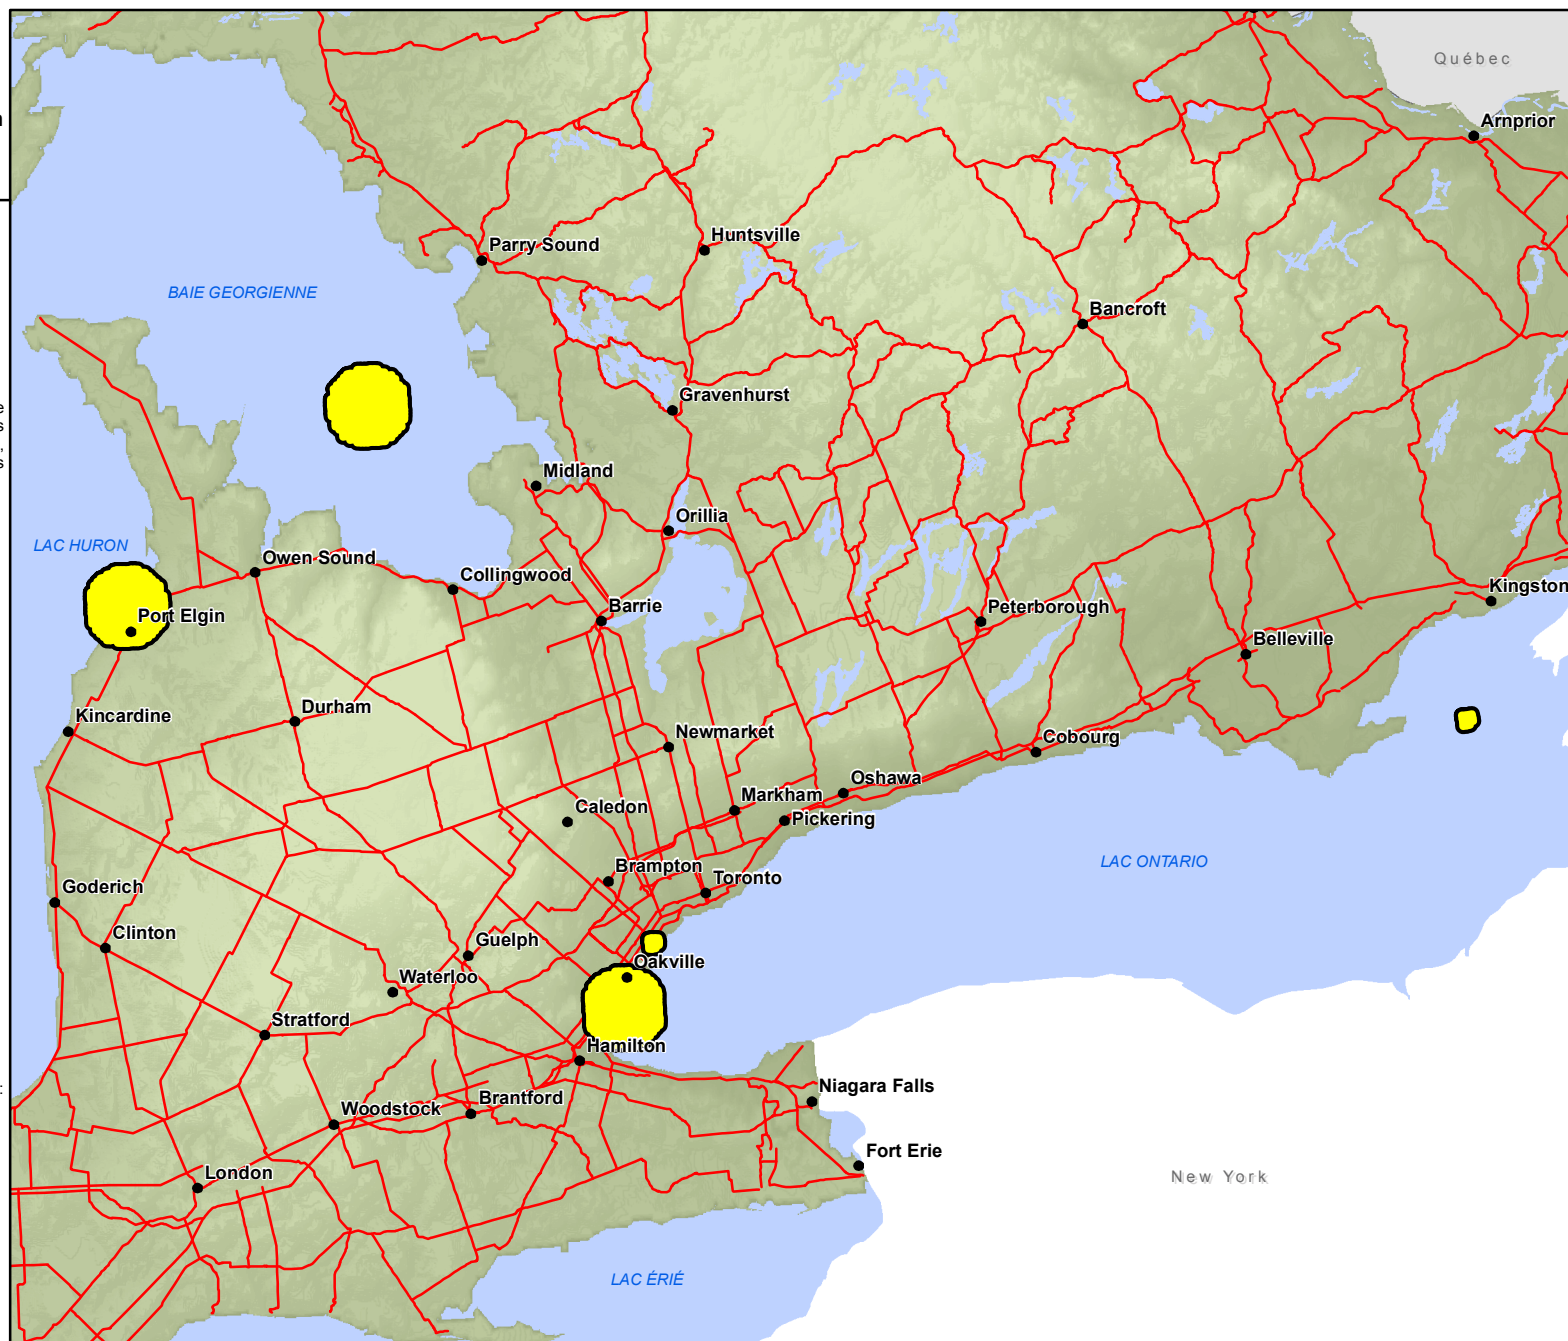 Québec
n
Arnprior
Huntsville
Parry Sound
BAIE GEORGIENNE
Bancroft
Gravenhurst
e
s
,
s
Midland
Orillia
LAC HURON
Owen Sound
Collingwood
Kingston
Barrie
Peterborough
Port Elgin
Belleville
Durham
Kincardine
Newmarket
Cobourg
Oshawa
Markham
Caledon
Pickering
LAC ONTARIO
Brampton
Toronto
Goderich
Clinton
Guelph
Oakville
Waterloo
Stratford
Hamilton
Niagara Falls
:
Brantford
Woodstock
Fort Erie
London
New York
LAC ÉRIÉ